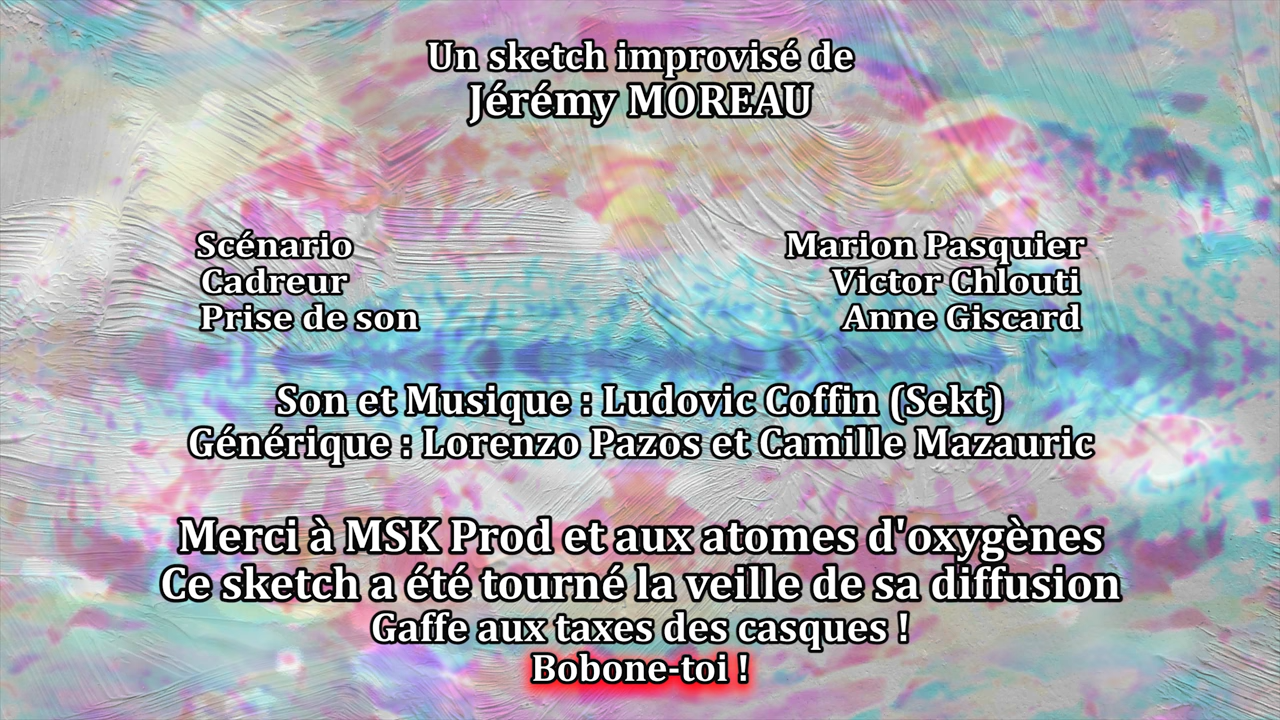 Un sketch improvisé de
Jérémy MOREAU
Scénario Marion Pasquier
Cadreur Victor Chlouti
Prise de son Anne Giscard
Son et Musique : Ludovic Coffin (Sekt)
Générique : Lorenzo Pazos et Camille Mazauric
Merci à MSK Prod et aux atomes d'oxygènes
Ce sketch a été tourné la veille de sa diffusion
Gaffe aux taxes des casques !
Bobone-toi !